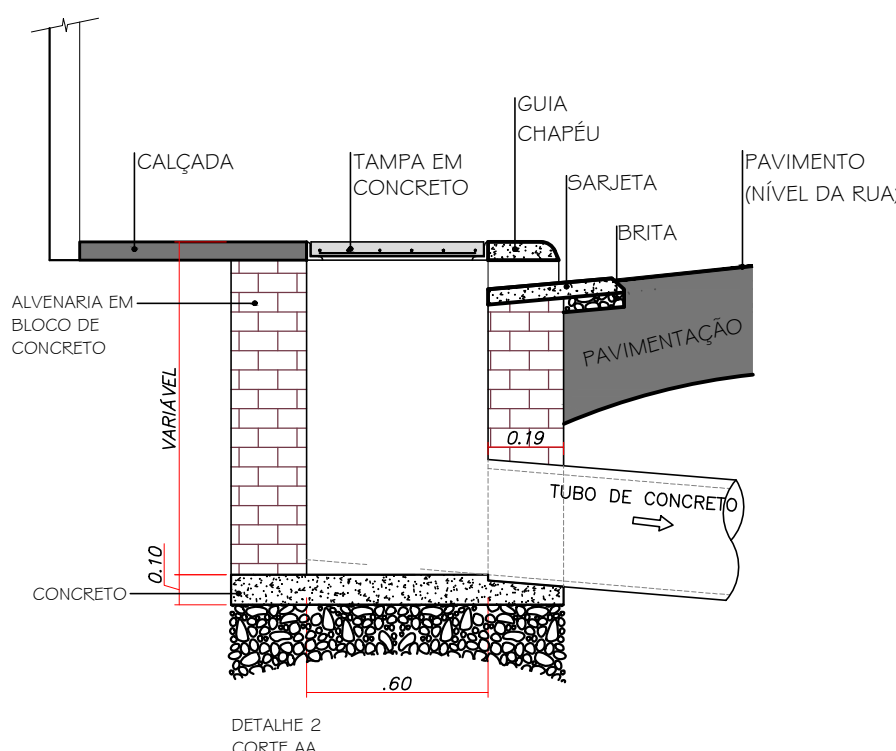 GUIA
CHAPÉU
CALÇADA
TAMPA EM
CONCRETO
SARJETA
PAVIMENTO
(NÍVEL DA RUA)
BRITA
ALVENARIA EM
BLOCO DE
CONCRETO
PAVIMENTAÇÃO
VARIÁVEL
0.19
TUBO DE CONCRETO
0.10
CONCRETO
.60
DETALHE 2
CORTE AA